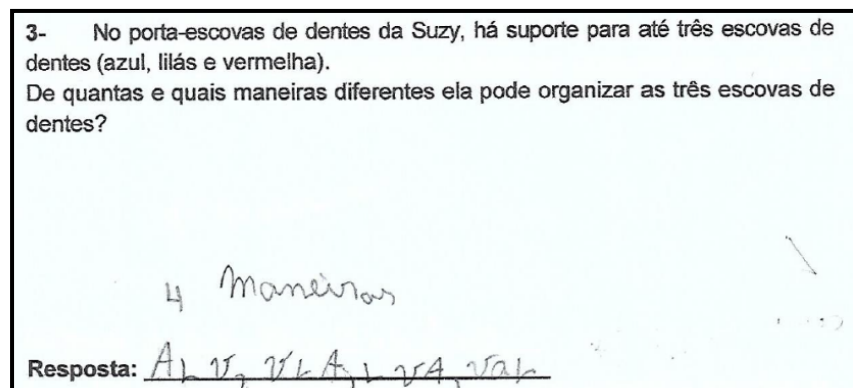 3- No porta-escovas de dentes da Suzy, há suporte para até três escovas de
dentes (azul, lilás e vermelha).
De quantas e quais maneiras diferentes ela pode organizar as três escovas de
dentes?
4 Maneiras
Resposta: ALV, VLA, LVA, VAL